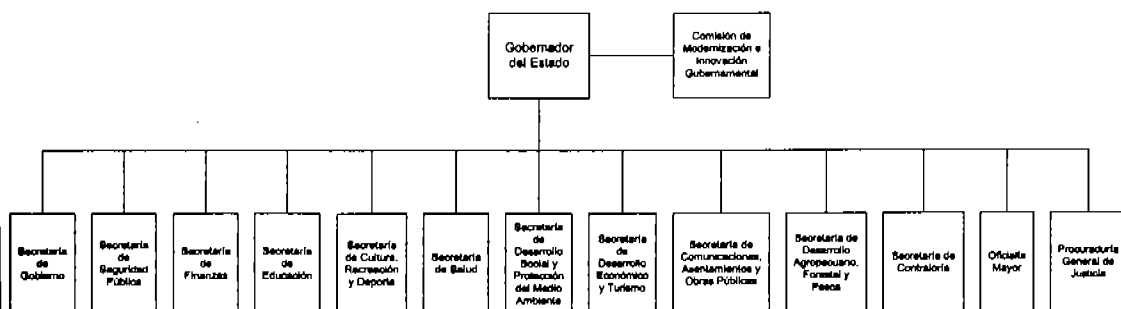 Gobernador
del Estado
Comisión de
Modernización e
Innovación
Gubernamental
Secretaría
de
Gobierno
Secretaría
de
Seguridad
Pública
Secretaría
de
Finanzas
Secretaría
de
Educación
Secretaría
de Cultura,
Recreación
y Deporte
Secretaría
de Salud
Secretaría
de
Desarrollo
Social y
Protección
del Medio
Ambiente
Secretaría
de
Desarrollo
Económico
y Turismo
Secretaría de
Comunicaciones,
Asentamientos y
Obras Públicas
Secretaría de
Desarrollo
Agropecuario,
Forestal y
Pesca
Secretaría de
Contraloría
Oficialía
Mayor
Procuraduría
General de
Justicia